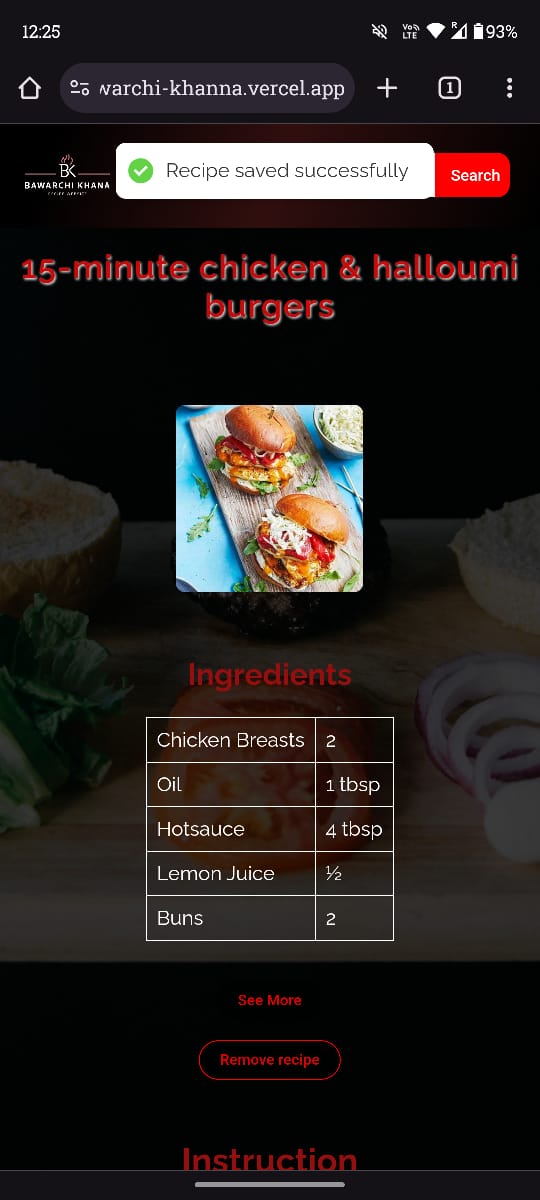 12:25
Vo))
LTE
R
93%
warchi-khanna.vercel.app
1
BK
BAWARCHI KHANA
Recipe saved successfully
Search
15-minute chicken & halloumi
burgers
Ingredients
Chicken Breasts 2
Oil 1 tbsp
Hotsauce 4 tbsp
Lemon Juice ½
Buns 2
See More
Remove recipe
Instruction